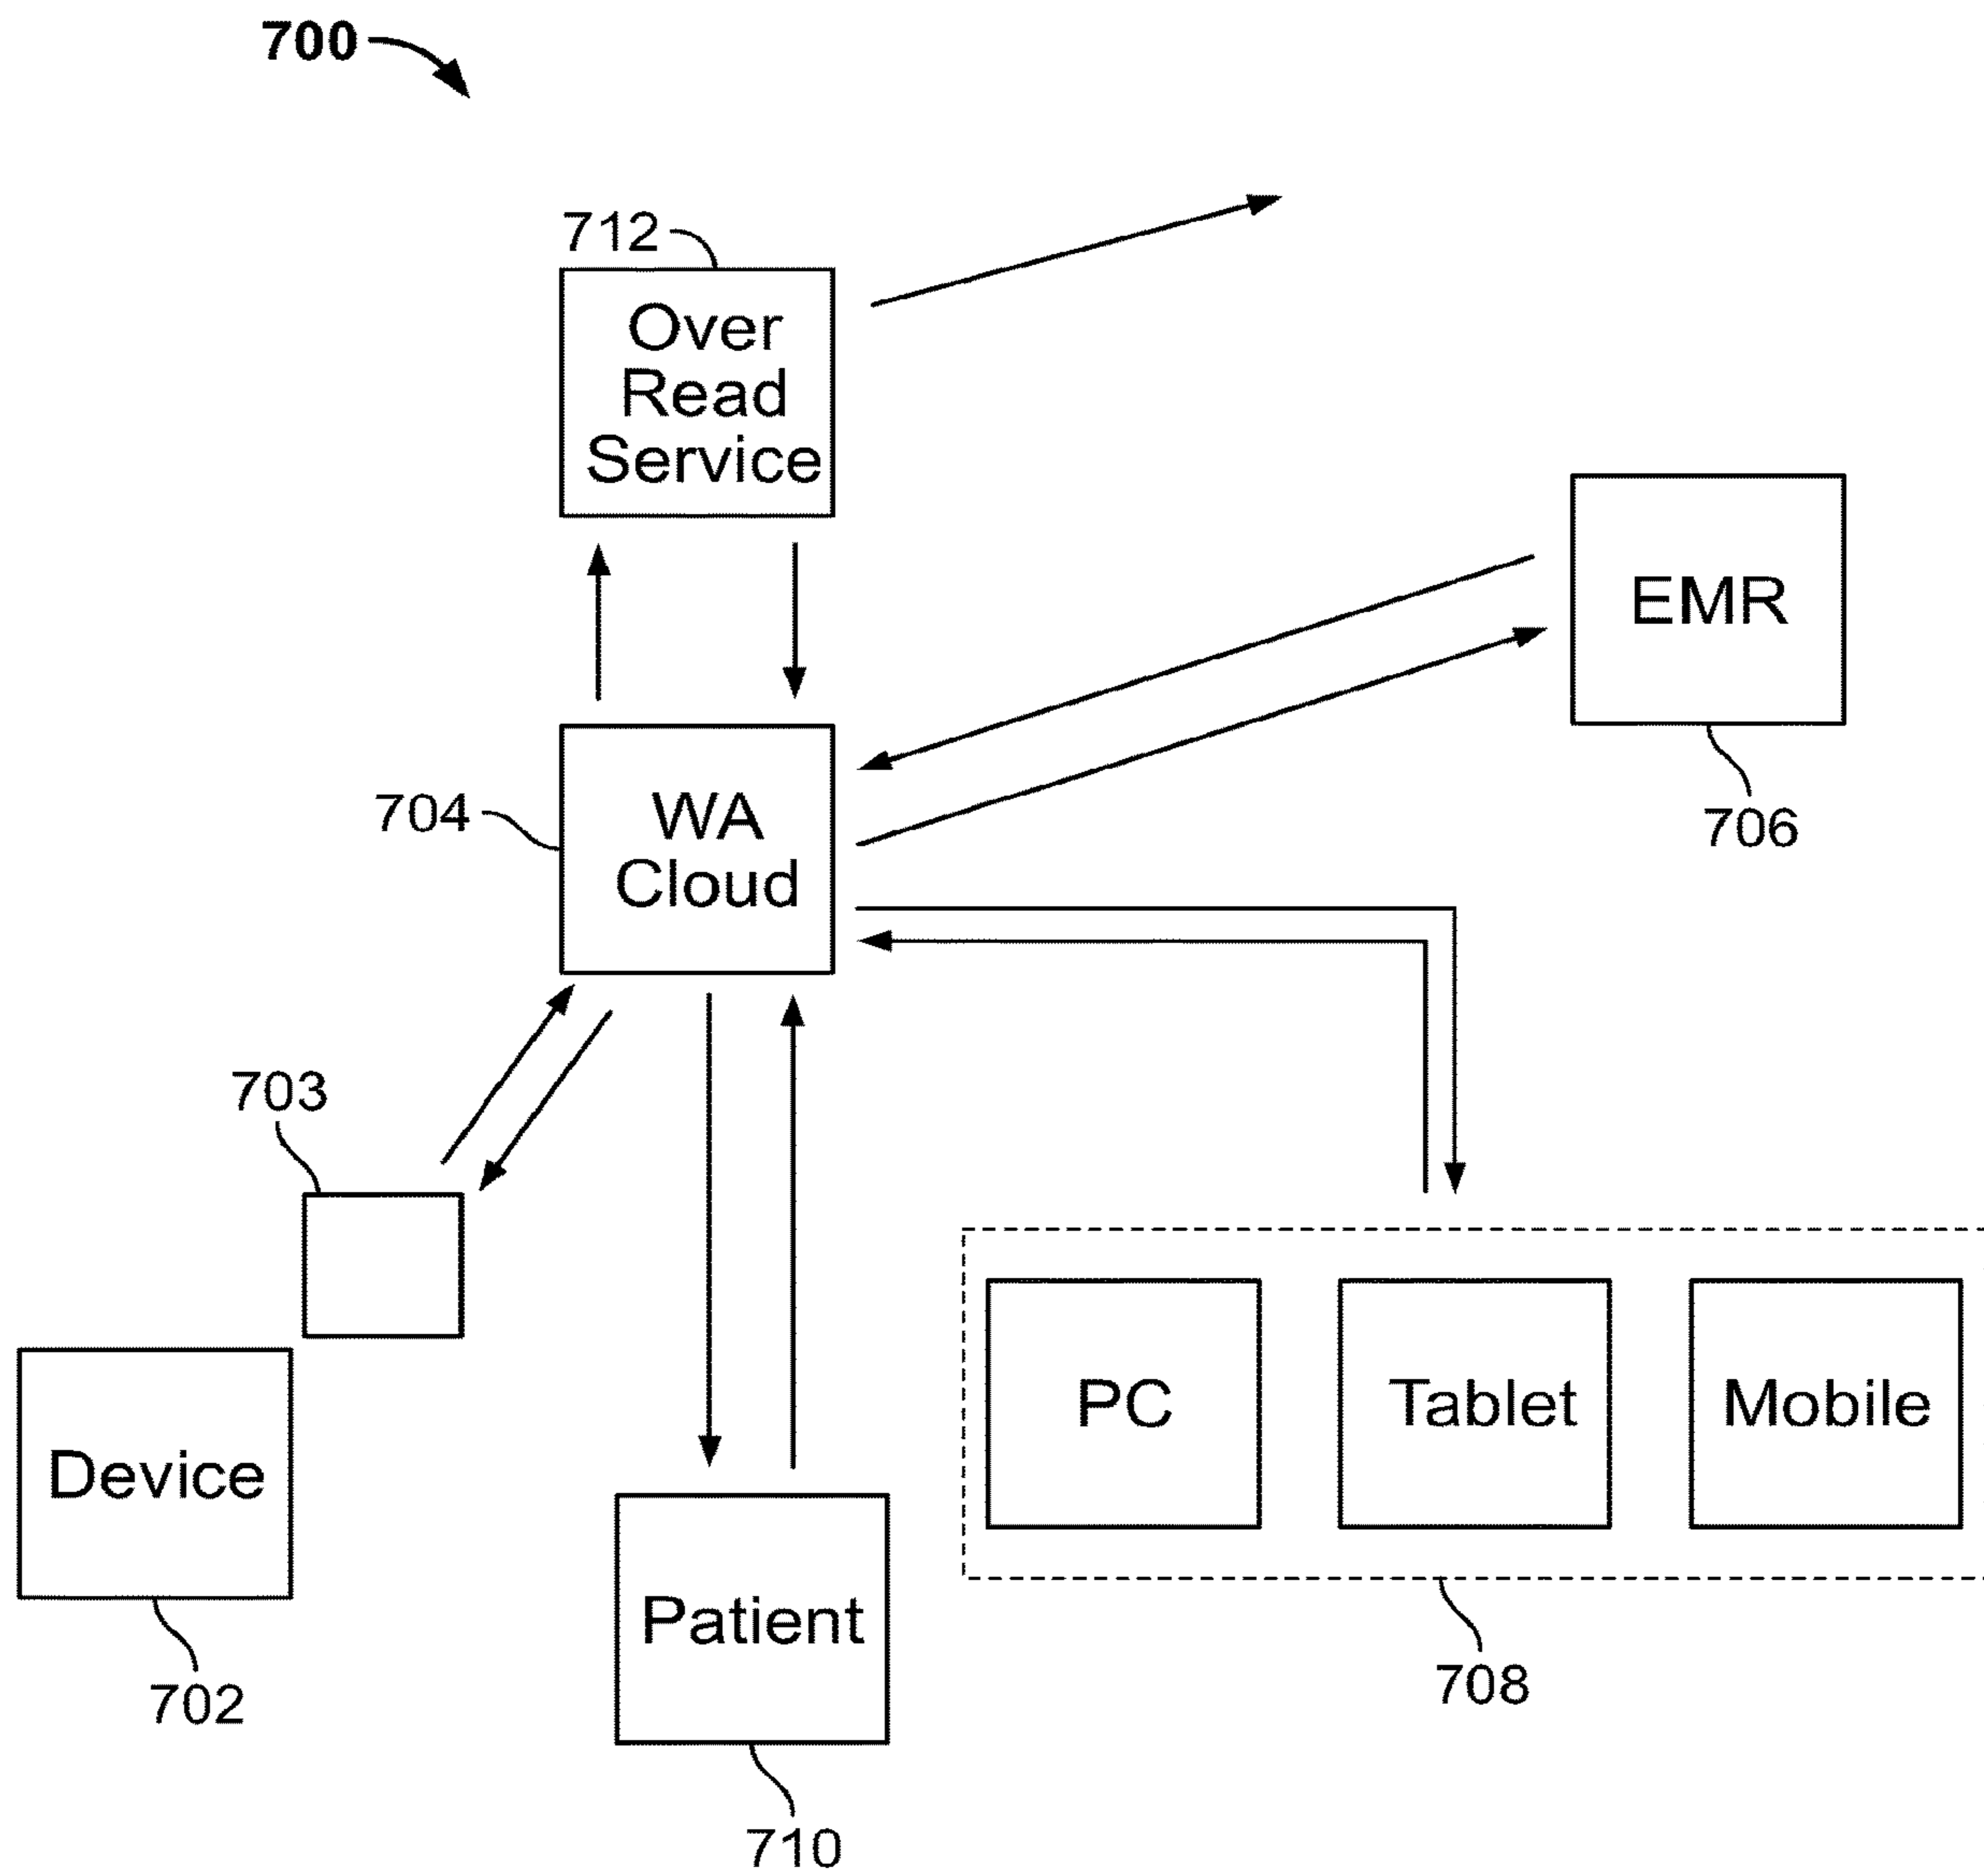 700
712
Over
Read
Service
EMR
706
704
WA
Cloud
703
Device
702
PC
Tablet
Mobile
708
Patient
710